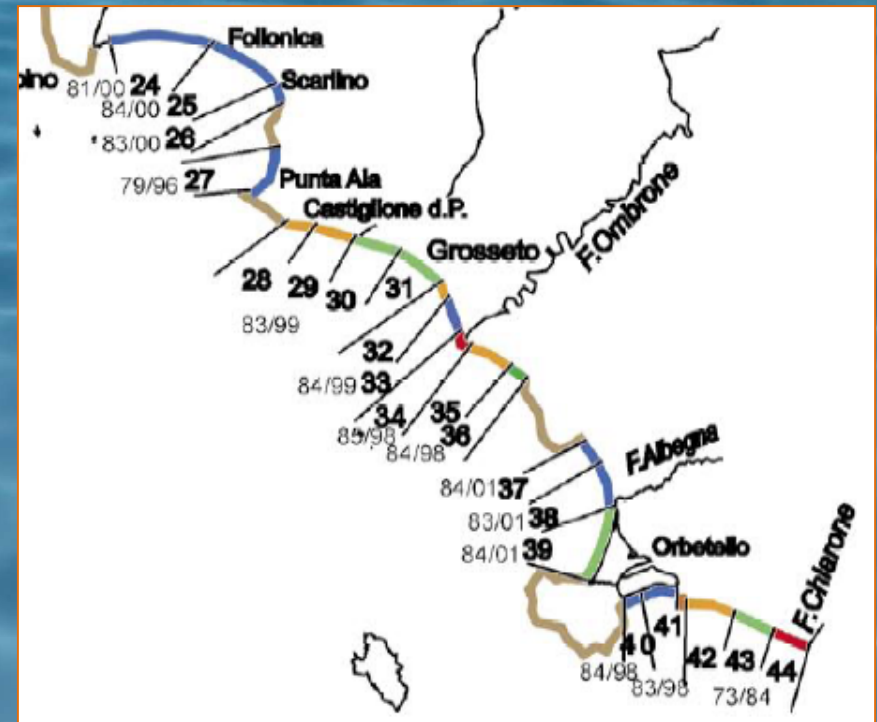 Follonica
oino 81/00 24
Scarlino
84/00 25
83/00 26
79/96 27
Punta Ala
Castiglione d.P.
Grosseto
F.Ombrone
28 29 30 31
83/99
32
84/99 33
34 35
85/98 36
84/98
F.Albegna
84/01 37
83/01 38
84/01 39
Orbetello
F.Chiarone
40 41
84/98 42 43 44
83/98 73/84